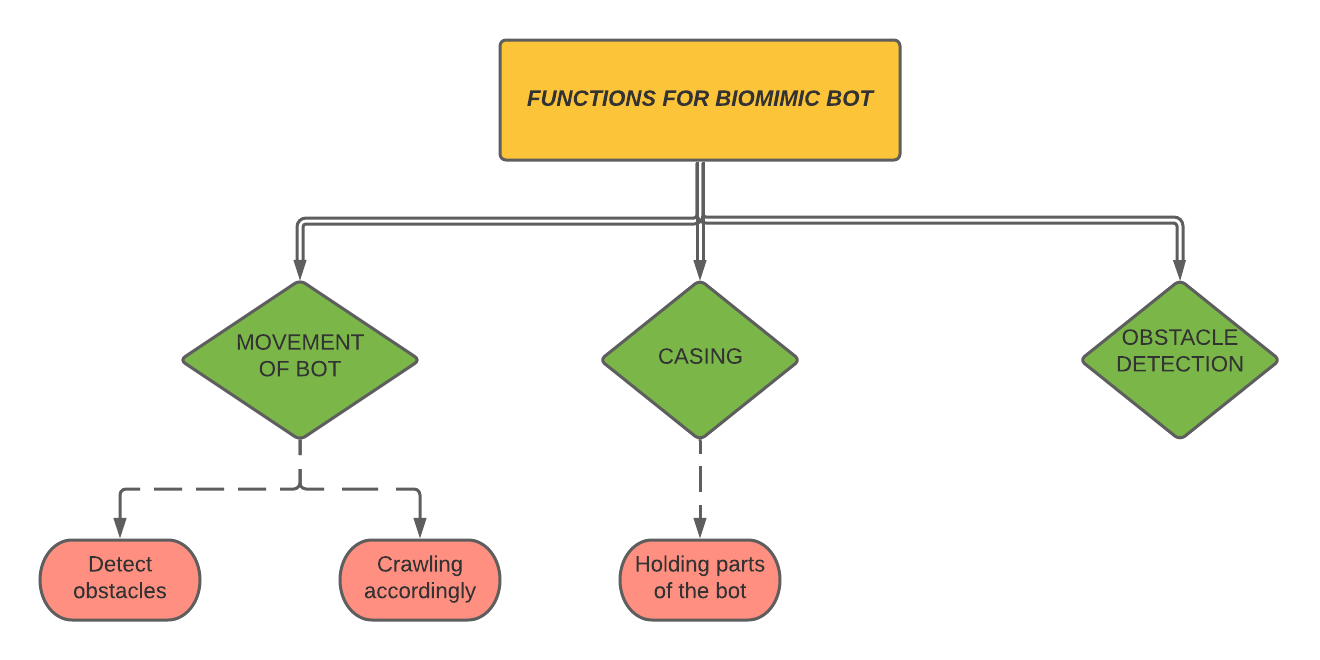 FUNCTIONS FOR BIOMIMIC BOT
MOVEMENT
OF BOT
CASING
OBSTACLE
DETECTION
Detect
obstacles
Crawling
accordingly
Holding parts
of the bot